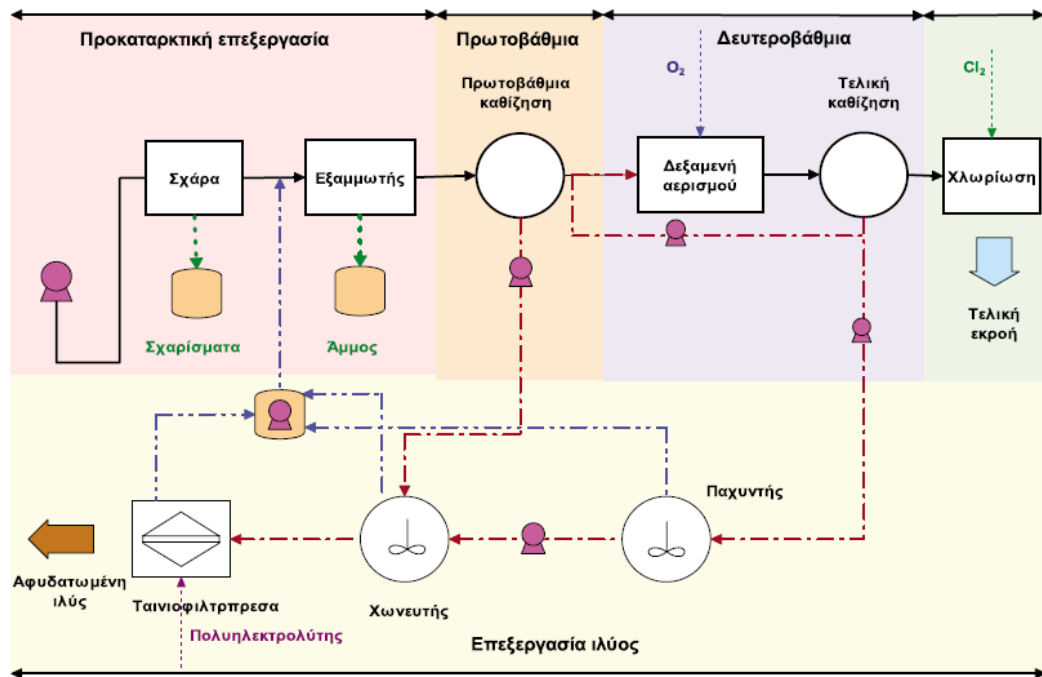 Προκαταρκτική επεξεργασία
Πρωτοβάθμια
Δευτεροβάθμια
O2
Cl2
Πρωτοβάθμια
καθίζηση
Τελική
καθίζηση
Σχάρα
Εξαμμωτής
Δεξαμενή
αερισμού
Χλωρίωση
Σχαρίσματα
Άμμος
Τελική
εκροή
Παχυντής
Αφυδατωμένη
ιλύς
Ταινιοφιλτρπρεσα
Χωνευτής
Πολυηλεκτρολύτης
Επεξεργασία ιλύος